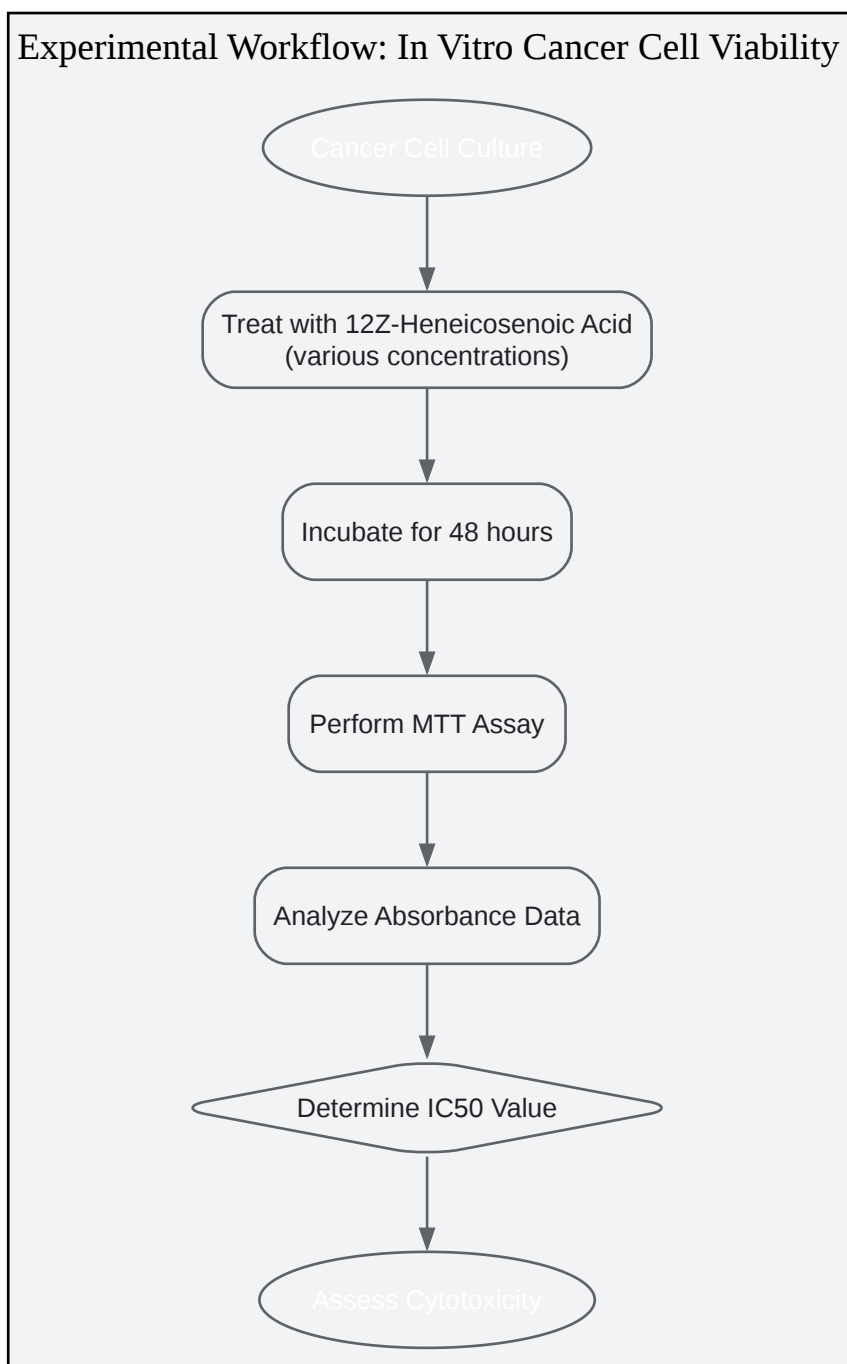 Experimental Workflow: In Vitro Cancer Cell Viability
Cancer Cell Culture
Treat with 12Z-Heneicosenoic Acid
(various concentrations)
Incubate for 48 hours
Perform MTT Assay
Analyze Absorbance Data
Determine IC50 Value
Assess Cytotoxicity